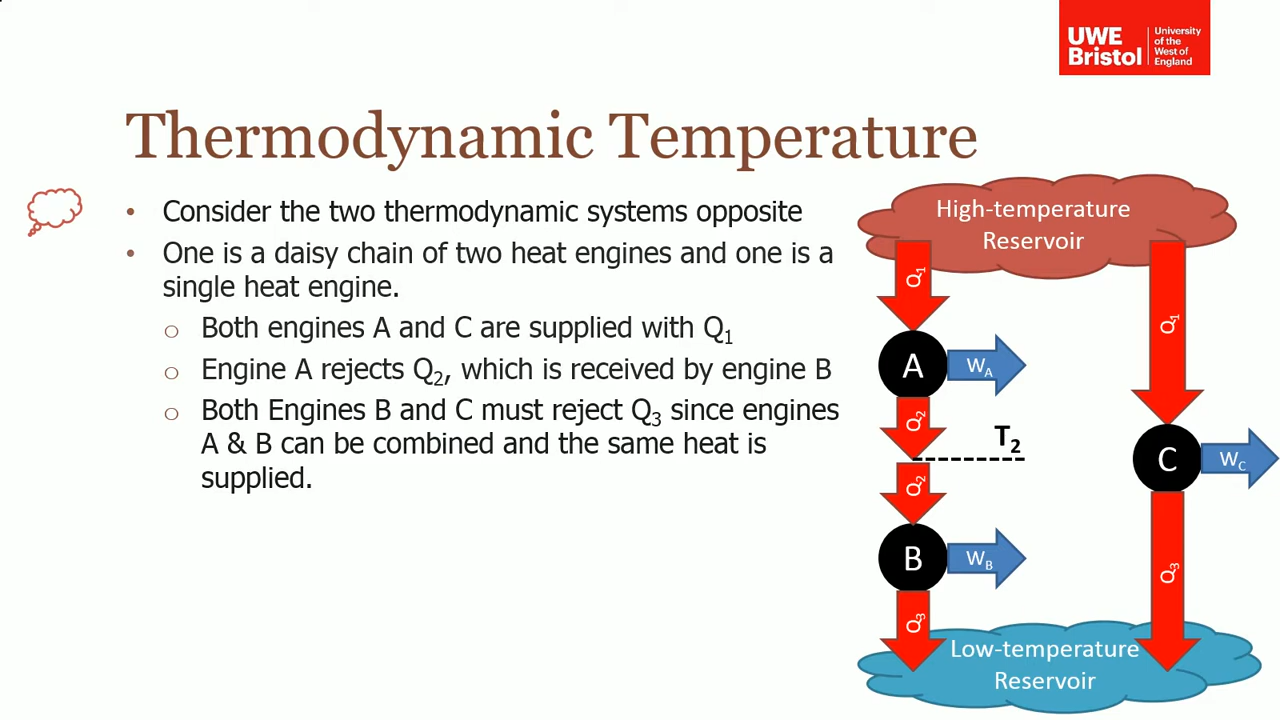 UWE
Bristol
University
of the
West of
England
Thermodynamic Temperature
• Consider the two thermodynamic systems opposite
• One is a daisy chain of two heat engines and one is a
single heat engine.
○ Both engines A and C are supplied with Q₁
○ Engine A rejects Q₂, which is received by engine B
○ Both Engines B and C must reject Q₃ since engines
A & B can be combined and the same heat is
supplied.
High-temperature
Reservoir
Q₁
Q₁
A
W_A
Q₂
T₂
Q₂
C
W_C
B
W_B
Q₃
Q₃
Low-temperature
Reservoir